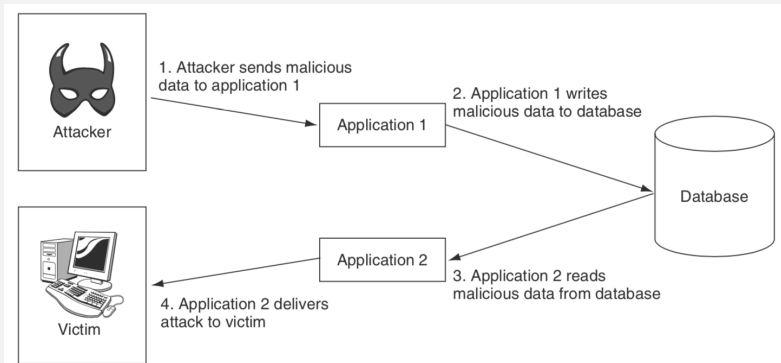 1. Attacker sends malicious
data to application 1
Attacker
Application 1
2. Application 1 writes
malicious data to database
Database
Application 2
3. Application 2 reads
malicious data from database
4. Application 2 delivers
attack to victim
Victim